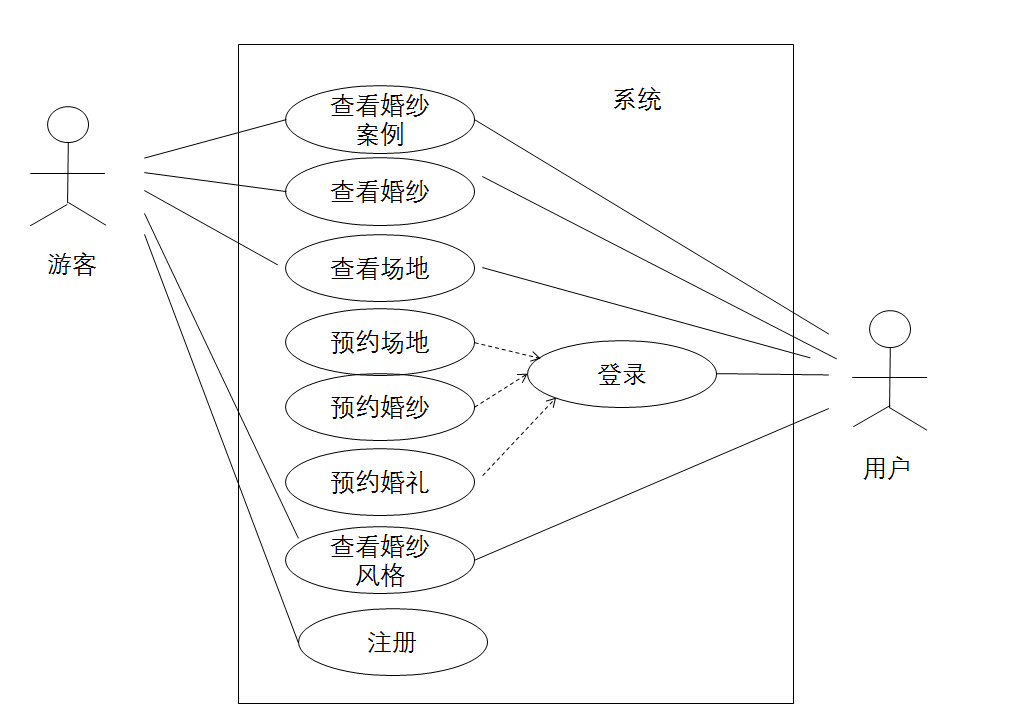 系统
查看婚纱
案例
查看婚纱
游客
查看场地
预约场地
登录
预约婚纱
用户
预约婚礼
查看婚纱
风格
注册